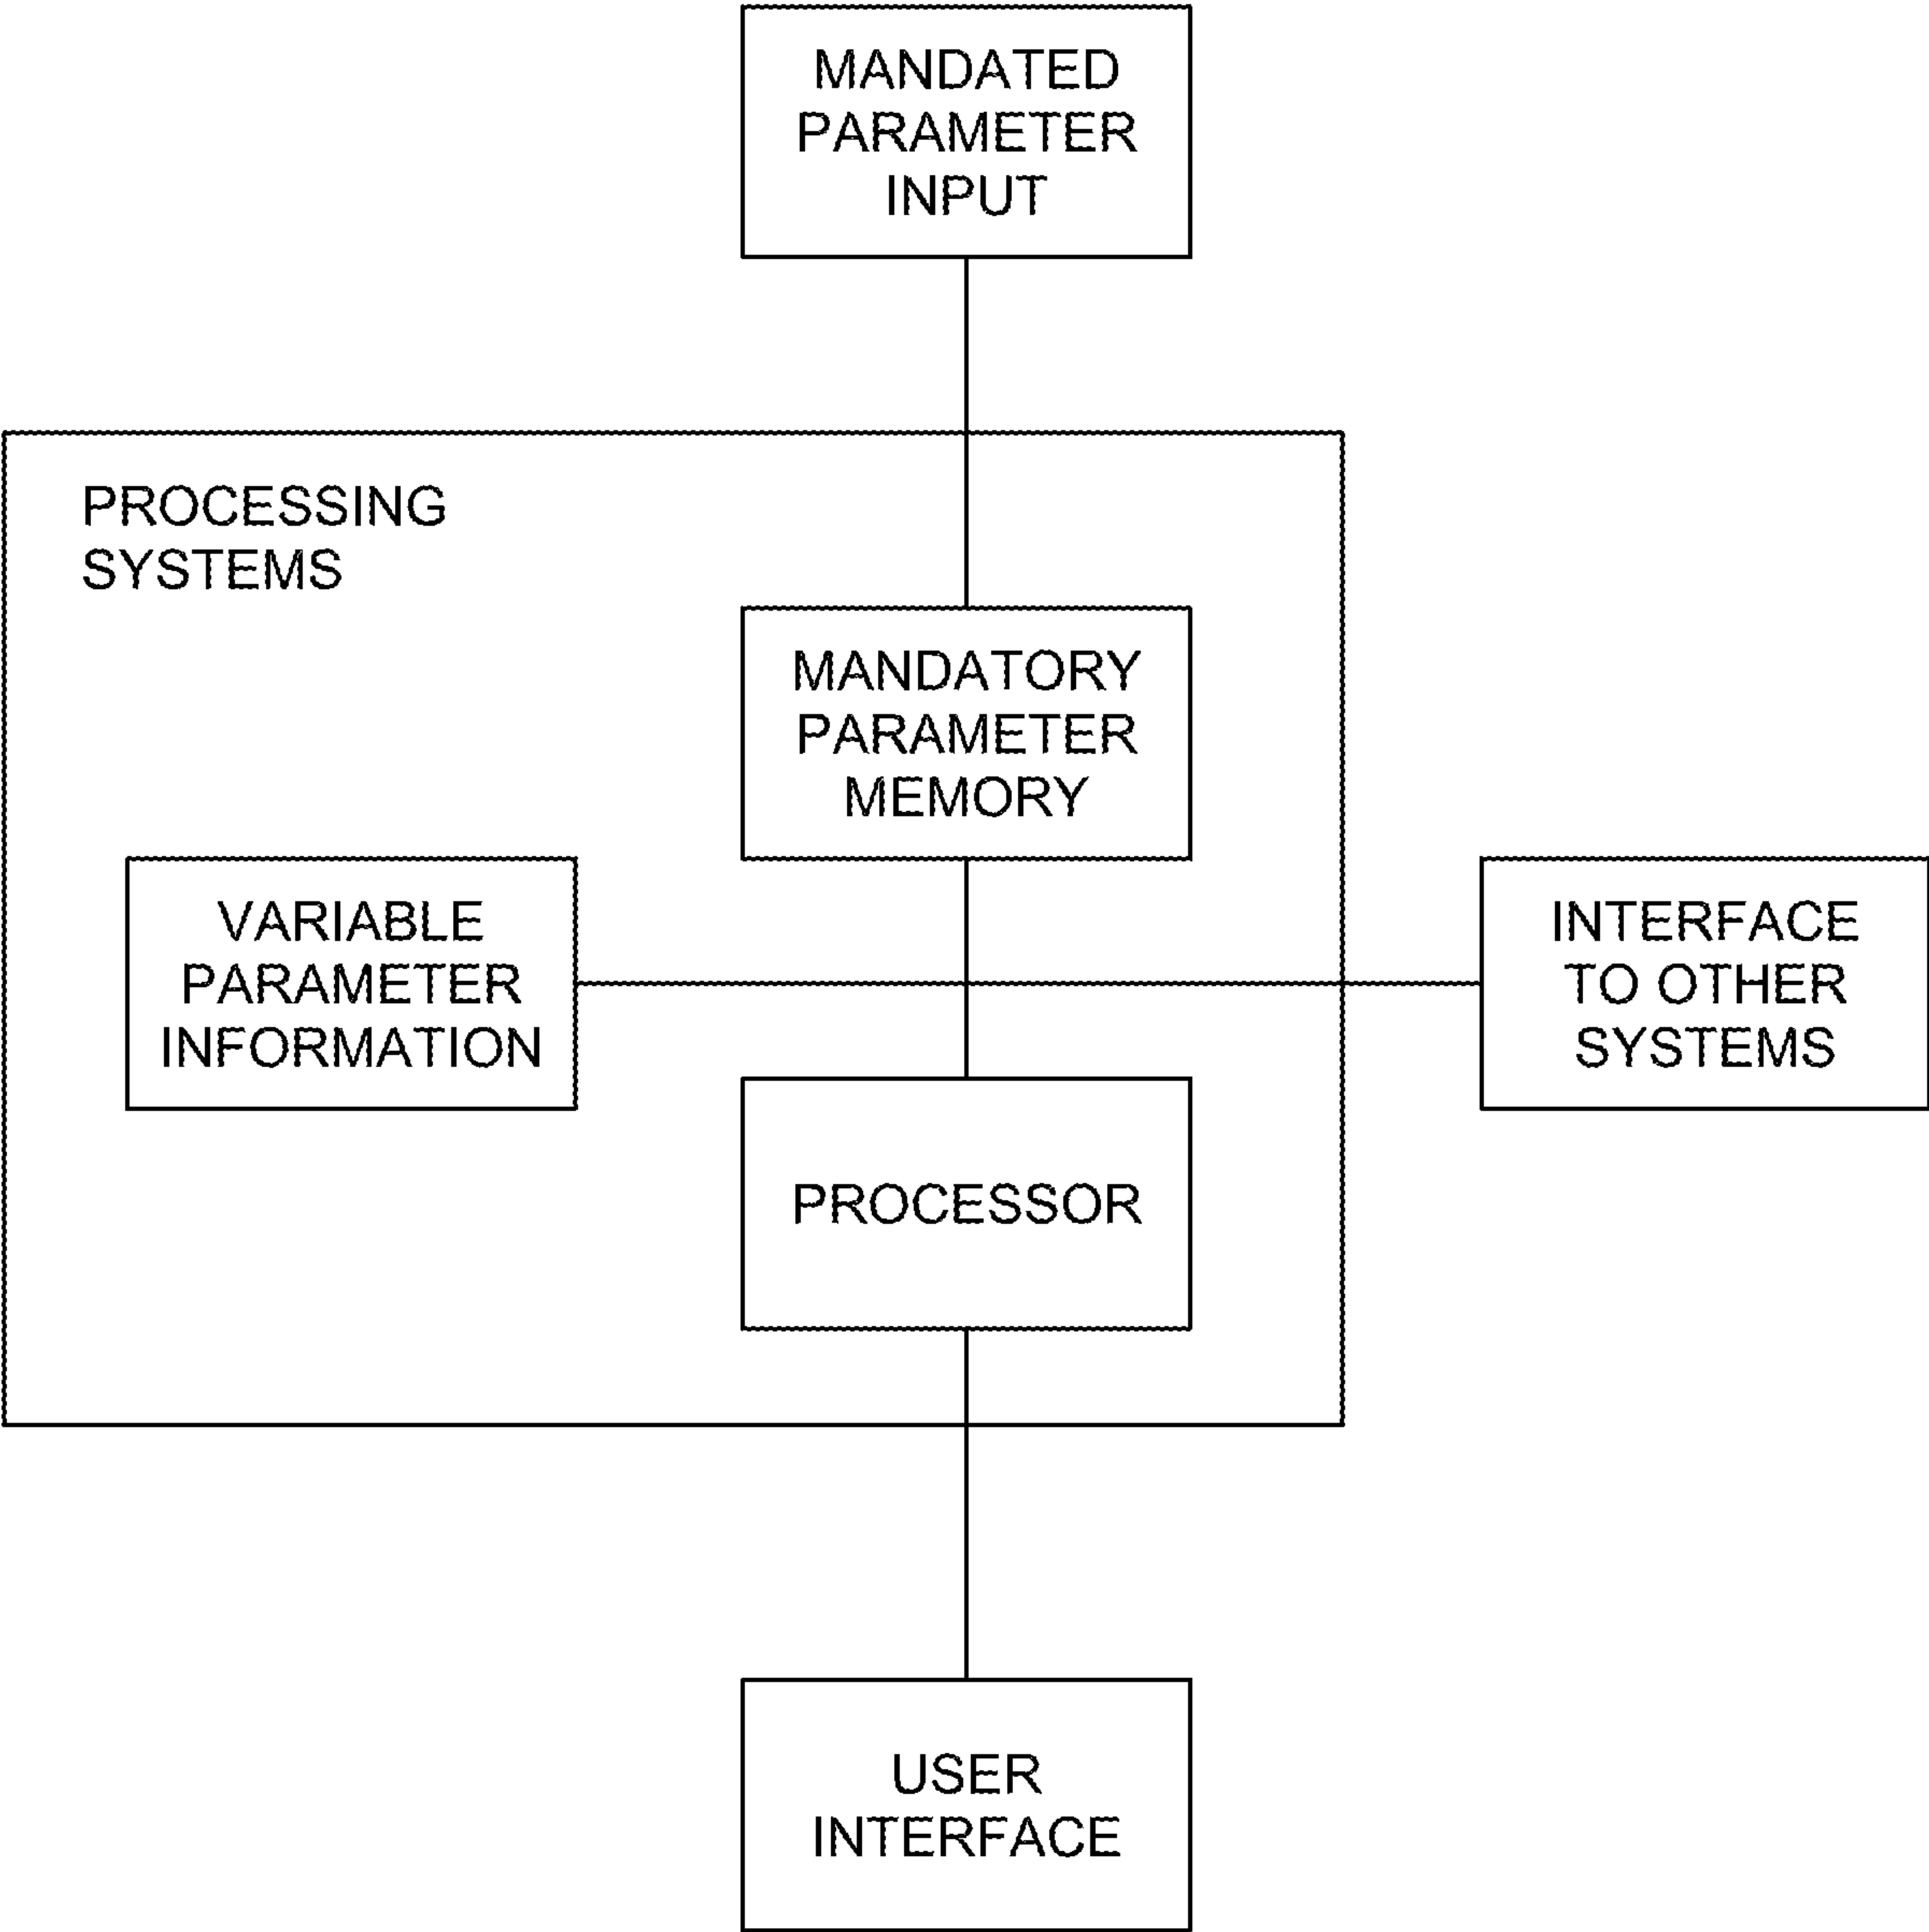 MANDATED
PARAMETER
INPUT
PROCESSING
SYSTEMS
MANDATORY
PARAMETER
MEMORY
VARIABLE
PARAMETER
INFORMATION
INTERFACE
TO OTHER
SYSTEMS
PROCESSOR
USER
INTERFACE